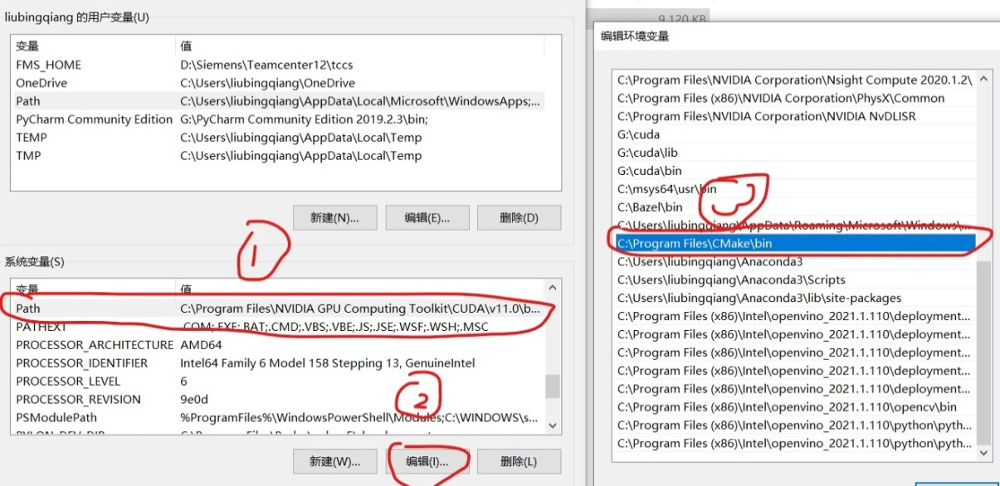 liubingqiang 的用户变量(U)
变量 值
FMS_HOME D:\Siemens\Teamcenter12\tccs
OneDrive C:\Users\liubingqiang\OneDrive
Path C:\Users\liubingqiang\AppData\Local\Microsoft\WindowsApps;...
PyCharm Community Edition G:\PyCharm Community Edition 2019.2.3\bin;
TEMP C:\Users\liubingqiang\AppData\Local\Temp
TMP C:\Users\liubingqiang\AppData\Local\Temp
新建(N)... 编辑(E)... 删除(D)
1
系统变量(S)
变量 值
Path C:\Program Files\NVIDIA GPU Computing Toolkit\CUDA\v11.0\b...
PATHEXT .COM;.EXE;.BAT;.CMD;.VBS;.VBE;.JS;.JSE;.WSF;.WSH;.MSC
PROCESSOR_ARCHITECTURE AMD64
PROCESSOR_IDENTIFIER Intel64 Family 6 Model 158 Stepping 13, GenuineIntel
PROCESSOR_LEVEL 6
PROCESSOR_REVISION 9e0d
PSModulePath %ProgramFiles%\WindowsPowerShell\Modules;C:\WINDOWS\s...
2
新建(W)... 编辑(I)... 删除(L)
9,120 KB
编辑环境变量
C:\Program Files\NVIDIA Corporation\Nsight Compute 2020.1.2\
C:\Program Files (x86)\NVIDIA Corporation\PhysX\Common
C:\Program Files\NVIDIA Corporation\NVIDIA NvDLISR
G:\cuda
G:\cuda\lib
G:\cuda\bin
C:\msys64\usr\bin
C:\Bazel\bin
3
C:\Users\liubingqiang\AppData\Roaming\Microsoft\Windows\...
C:\Program Files\CMake\bin
C:\Users\liubingqiang\Anaconda3
C:\Users\liubingqiang\Anaconda3\Scripts
C:\Users\liubingqiang\Anaconda3\lib\site-packages
C:\Program Files (x86)\Intel\openvino_2021.1.110\deployment...
C:\Program Files (x86)\Intel\openvino_2021.1.110\deployment...
C:\Program Files (x86)\Intel\openvino_2021.1.110\deployment...
C:\Program Files (x86)\Intel\openvino_2021.1.110\deployment...
C:\Program Files (x86)\Intel\openvino_2021.1.110\deployment...
C:\Program Files (x86)\Intel\openvino_2021.1.110\opencv\bin
C:\Program Files (x86)\Intel\openvino_2021.1.110\python\pyth...
C:\Program Files (x86)\Intel\openvino_2021.1.110\python\pyth...